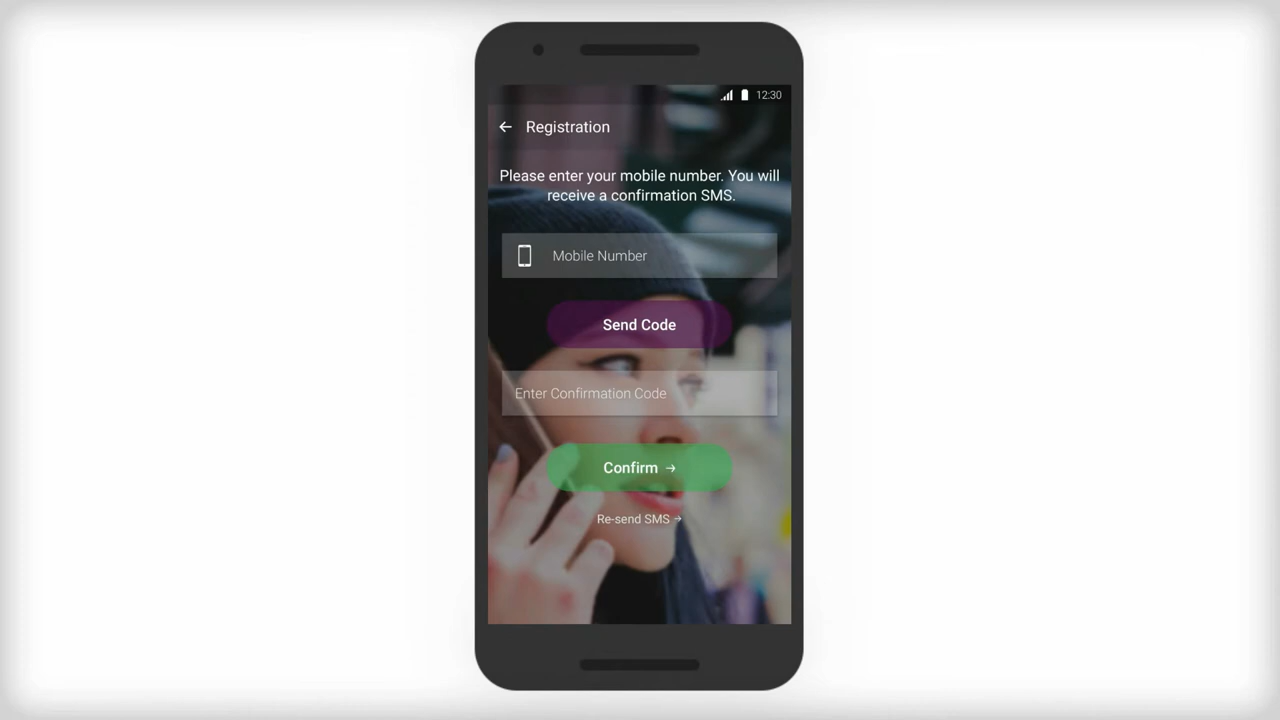 12:30
← Registration
Please enter your mobile number. You will
receive a confirmation SMS.
Mobile Number
Send Code
Enter Confirmation Code
Confirm →
Re-send SMS →